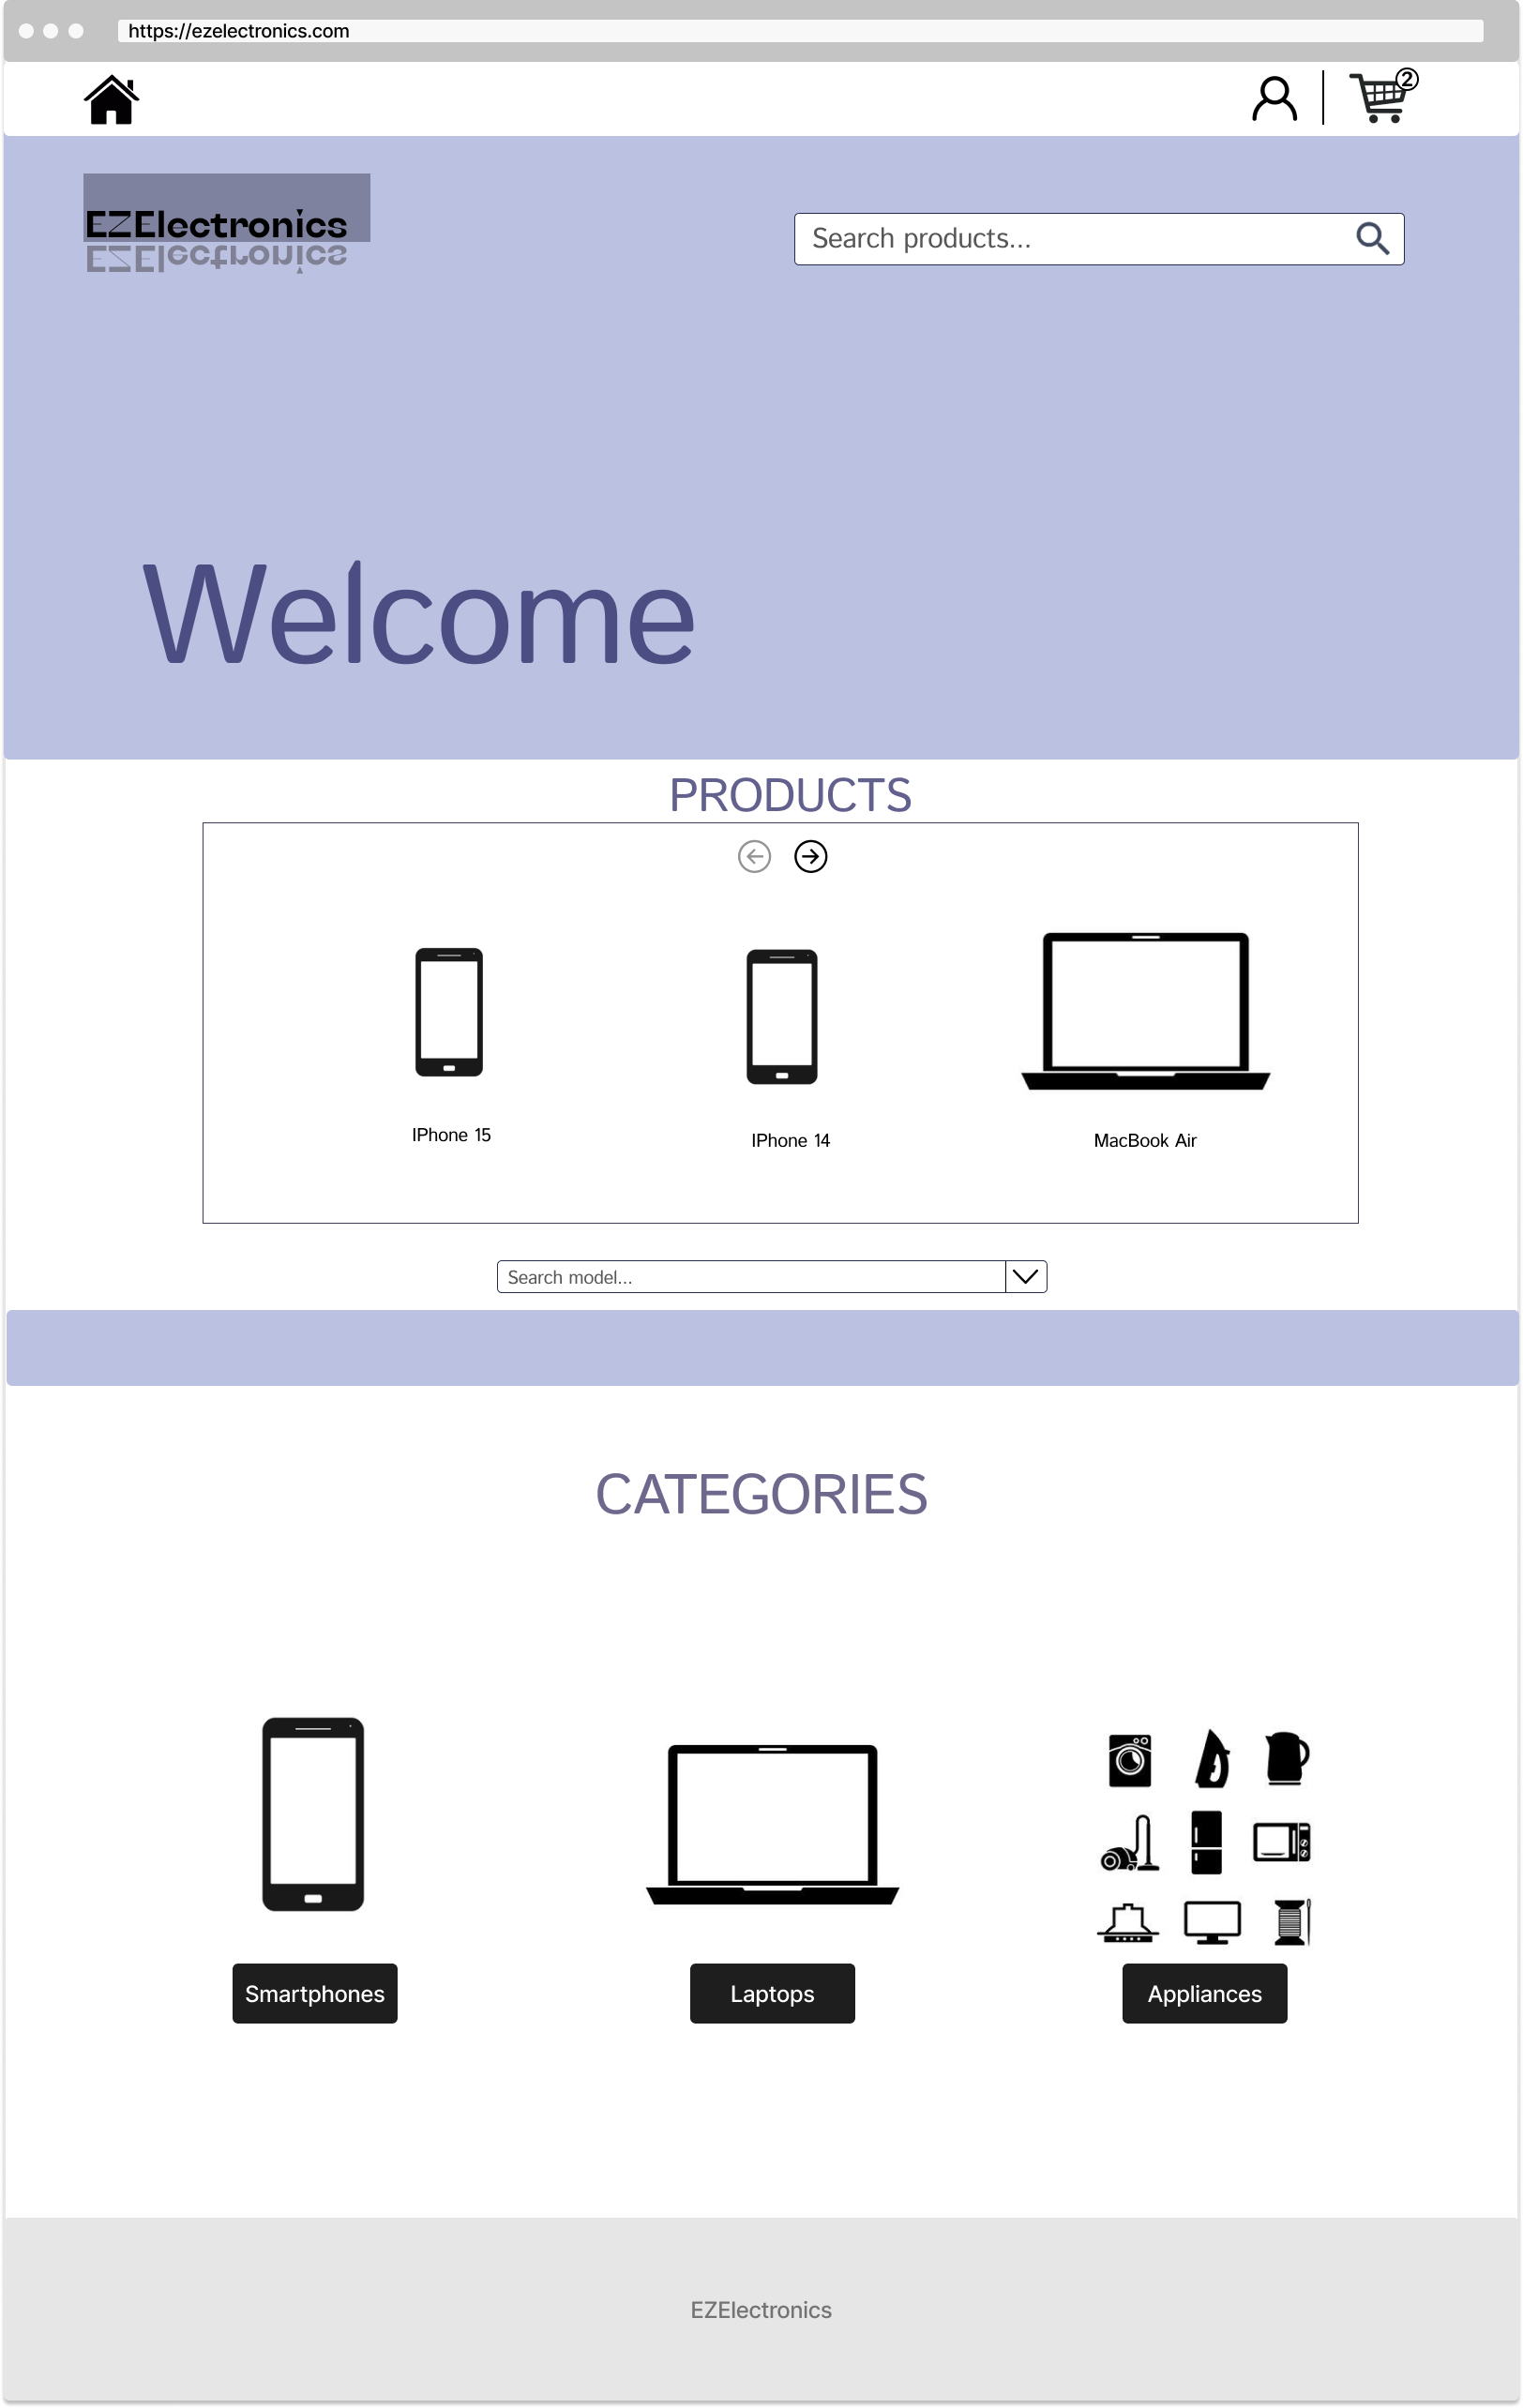 https://ezelectronics.com
2
EZElectronics
EZElectronics
Search products...
Welcome
PRODUCTS
IPhone 15
IPhone 14
MacBook Air
Search model...
CATEGORIES
Smartphones
Laptops
Appliances
EZElectronics